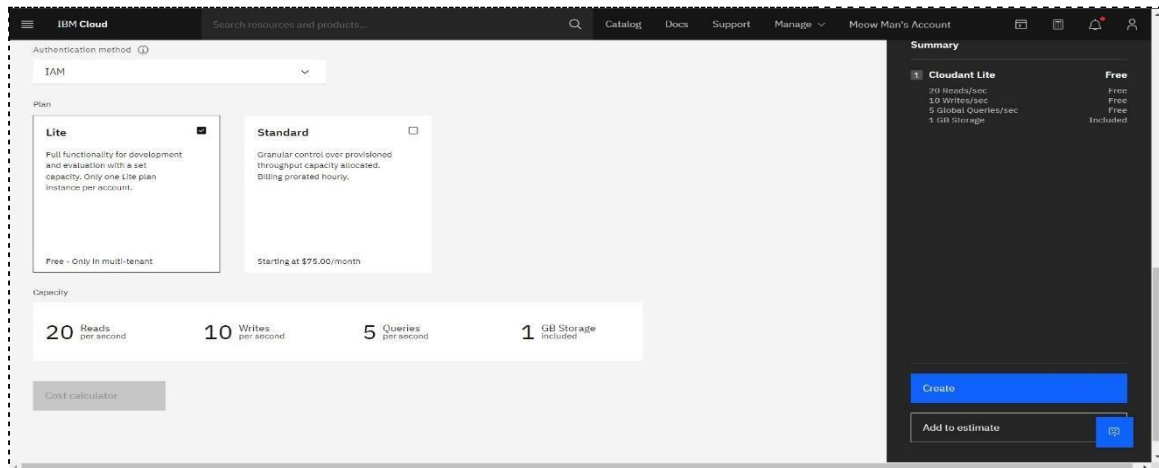 IBM Cloud
Search resources and products...
Catalog
Docs
Support
Manage
Meow Man's Account
Authentication method
IAM
Plan
Lite
Full functionality for development
and evaluation with a set
capacity. Only one Lite plan
instance per account.
Free - Only in multi-tenant
Standard
Granular control over provisioned
throughput capacity allocated.
Billing prorated hourly.
Starting at $75.00/month
Capacity
20 Reads per second
10 Writes per second
5 Queries per second
1 GB Storage included
Cost calculator
Summary
1 Cloudant Lite Free
20 Reads/sec Free
10 Writes/sec Free
5 Global Queries/sec Free
1 GB Storage Included
Create
Add to estimate